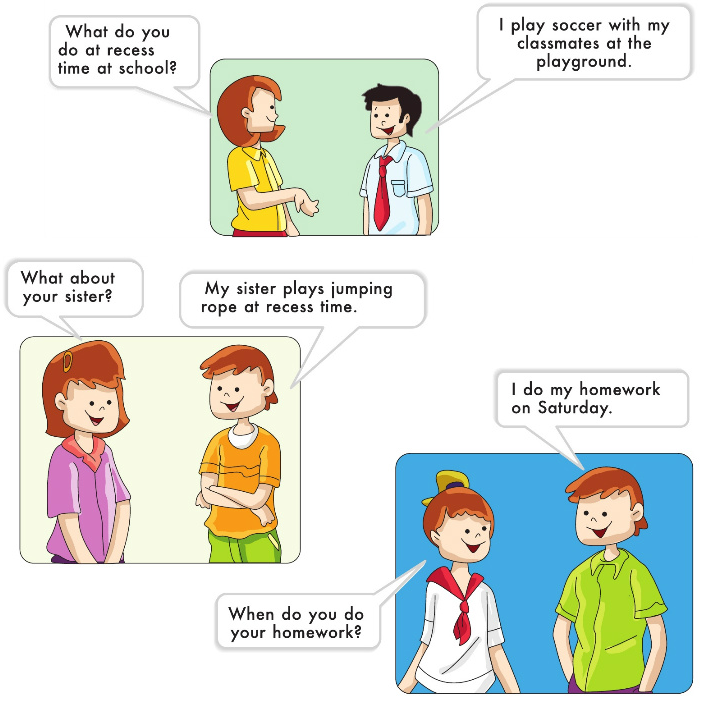 What do you
do at recess
time at school?
I play soccer with my
classmates at the
playground.
What about
your sister?
My sister plays jumping
rope at recess time.
When do you do
your homework?
I do my homework
on Saturday.